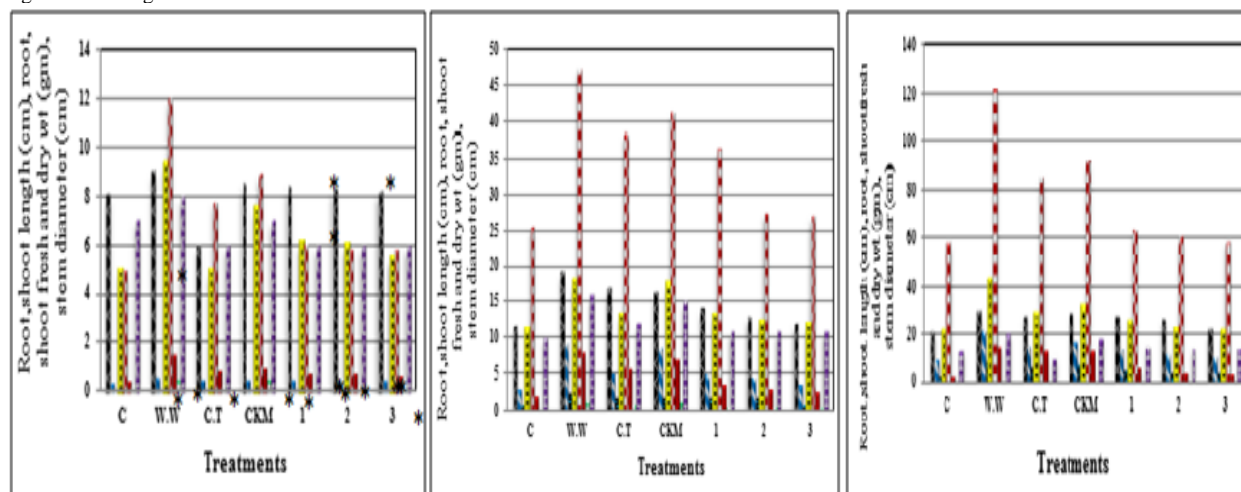 Root,shoot length (cm), root,
shoot fresh and dry wt (gm),
stem diameter (cm)
14
12
10
8
6
4
2
0
C W.W C.T CKM 1 2 3
Treatments
Root,shoot length (cm), root, shoot
fresh and dry wt (gm),
stem diameter (cm)
50
45
40
35
30
25
20
15
10
5
0
C W.W C.T CKM 1 2 3
Treatments
Root,shoot length (cm), root, shootfresh
and dry wt (gm),
stem diameter (cm)
140
120
100
80
60
40
20
0
C W.W C.T CKM 1 2 3
Treatments